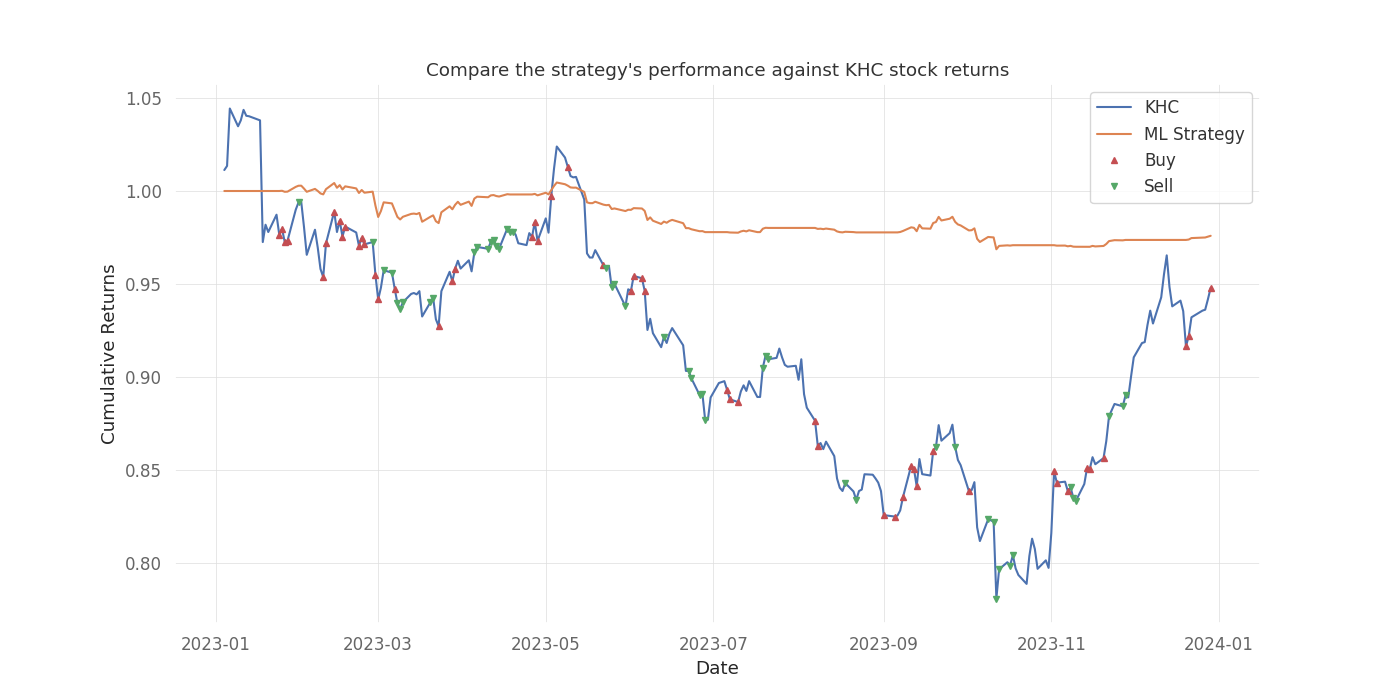 Compare the strategy's performance against KHC stock returns
KHC
ML Strategy
Buy
Sell
Cumulative Returns
1.05
1.00
0.95
0.90
0.85
0.80
2023-01
2023-03
2023-05
2023-07
2023-09
2023-11
2024-01
Date